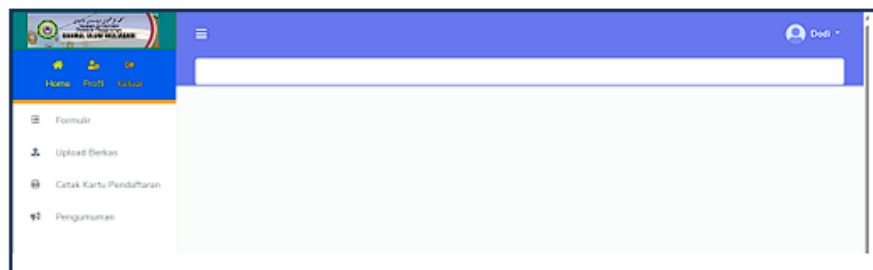 Dodi
Home Profil Keluar
Formulir
Upload Berkas
Cetak Kartu Pendaftaran
Pengumuman